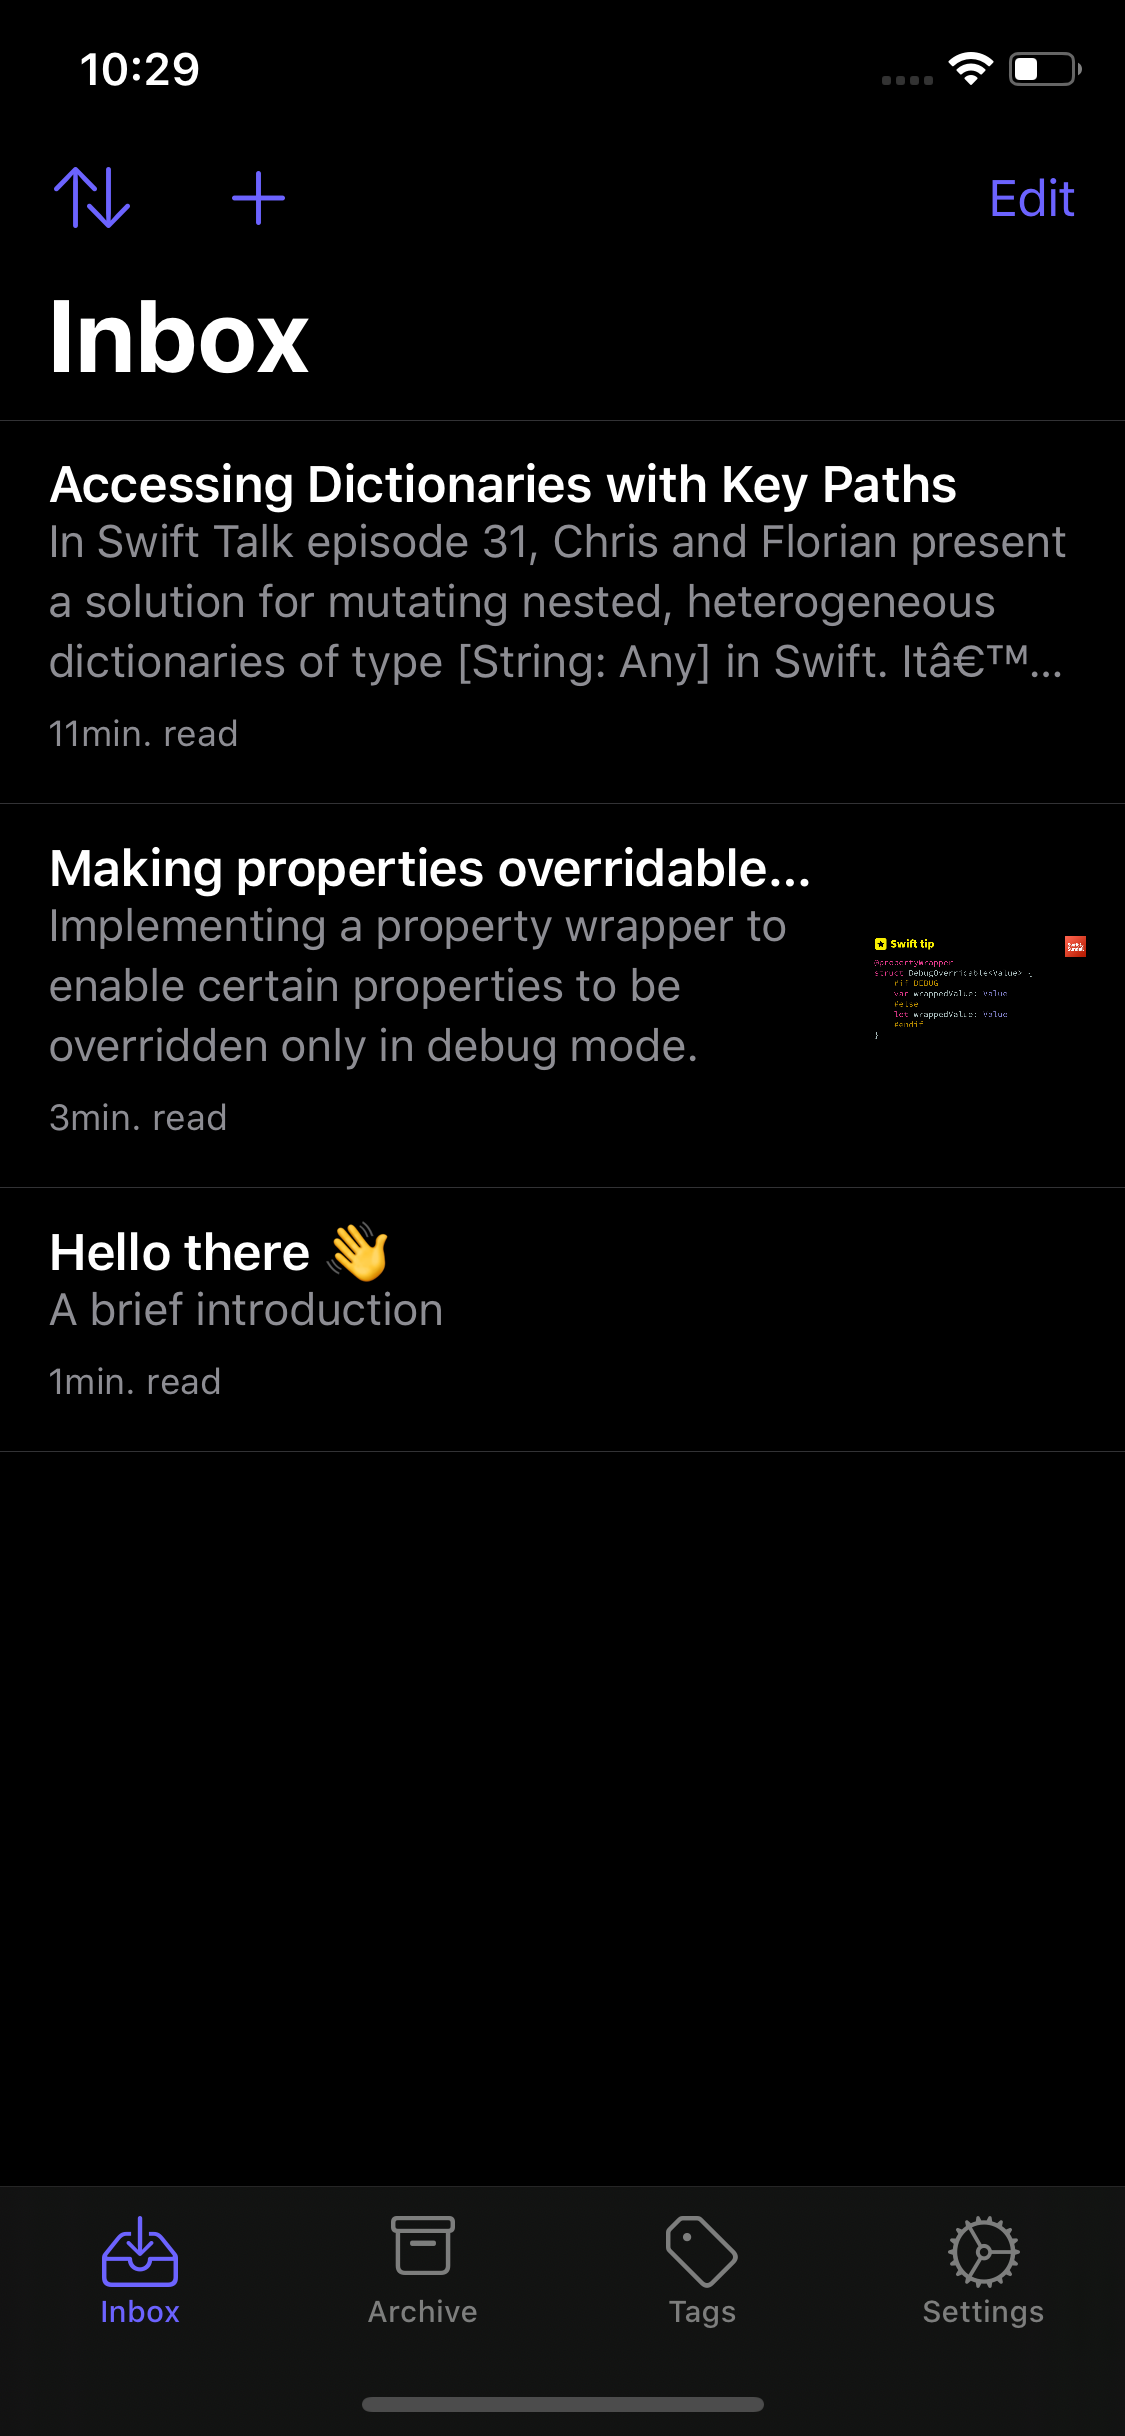 10:29
Edit
Inbox
Accessing Dictionaries with Key Paths
In Swift Talk episode 31, Chris and Florian present
a solution for mutating nested, heterogeneous
dictionaries of type [String: Any] in Swift. Itâ€™...
11min. read
Making properties overridable...
Implementing a property wrapper to
enable certain properties to be
overridden only in debug mode.
3min. read
Swift tip
@propertyWrapper
struct DebugOverridable<Value> {
#if DEBUG
var wrappedValue: Value
#else
let wrappedValue: Value
#endif
}
Hello there 👋
A brief introduction
1min. read
Inbox
Archive
Tags
Settings